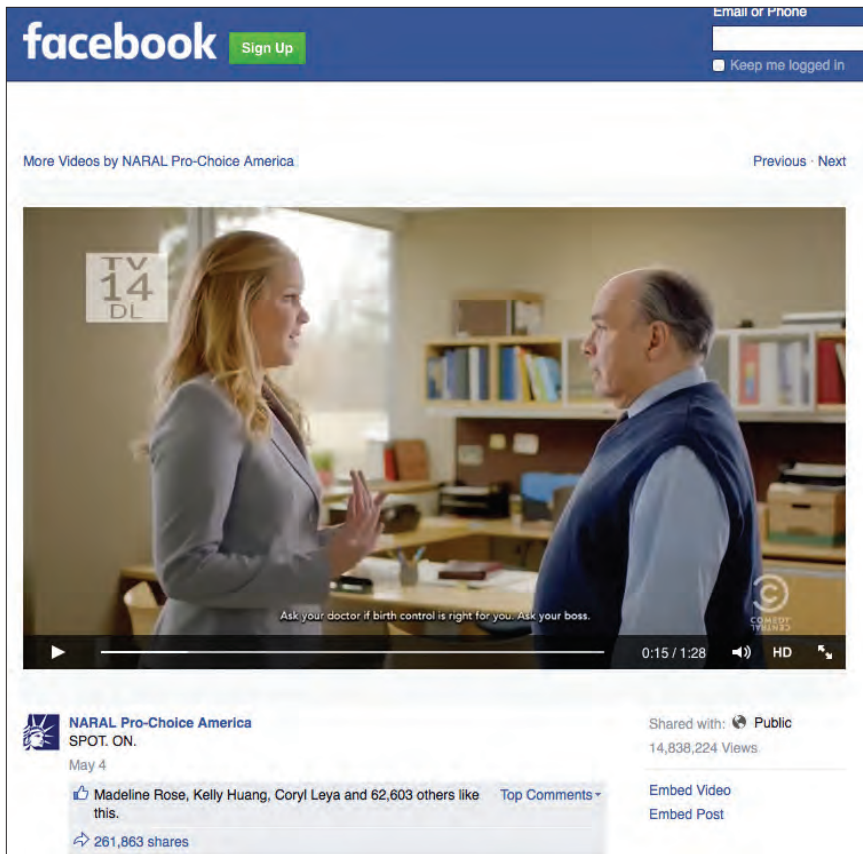 facebook
Sign Up
Email or Phone
Keep me logged in
More Videos by NARAL Pro-Choice America
Previous · Next
TV
14
DL
Ask your doctor if birth control is right for you. Ask your boss.
COMEDY
CENTRAL
0:15 / 1:28
HD
NARAL Pro-Choice America
SPOT. ON.
May 4
Shared with: Public
14,838,224 Views
Madeline Rose, Kelly Huang, Coryl Leya and 62,603 others like
this.
Top Comments
261,863 shares
Embed Video
Embed Post